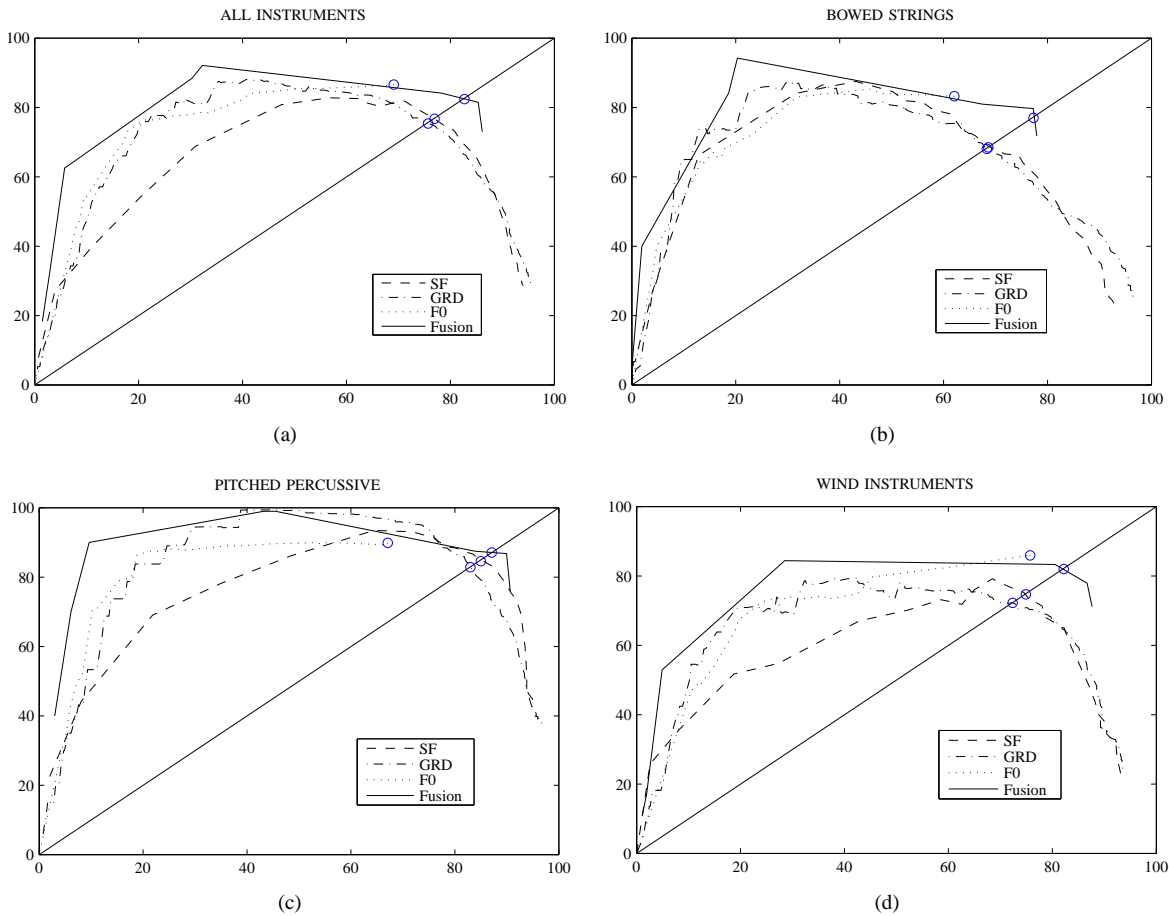 ALL INSTRUMENTS
100
80
60
40
20
0
SF
GRD
F0
Fusion
0 20 40 60 80 100
(a)
BOWED STRINGS
100
80
60
40
20
0
SF
GRD
F0
Fusion
0 20 40 60 80 100
(b)
PITCHED PERCUSSIVE
100
80
60
40
20
0
SF
GRD
F0
Fusion
0 20 40 60 80 100
(c)
WIND INSTRUMENTS
100
80
60
40
20
0
SF
GRD
F0
Fusion
0 20 40 60 80 100
(d)